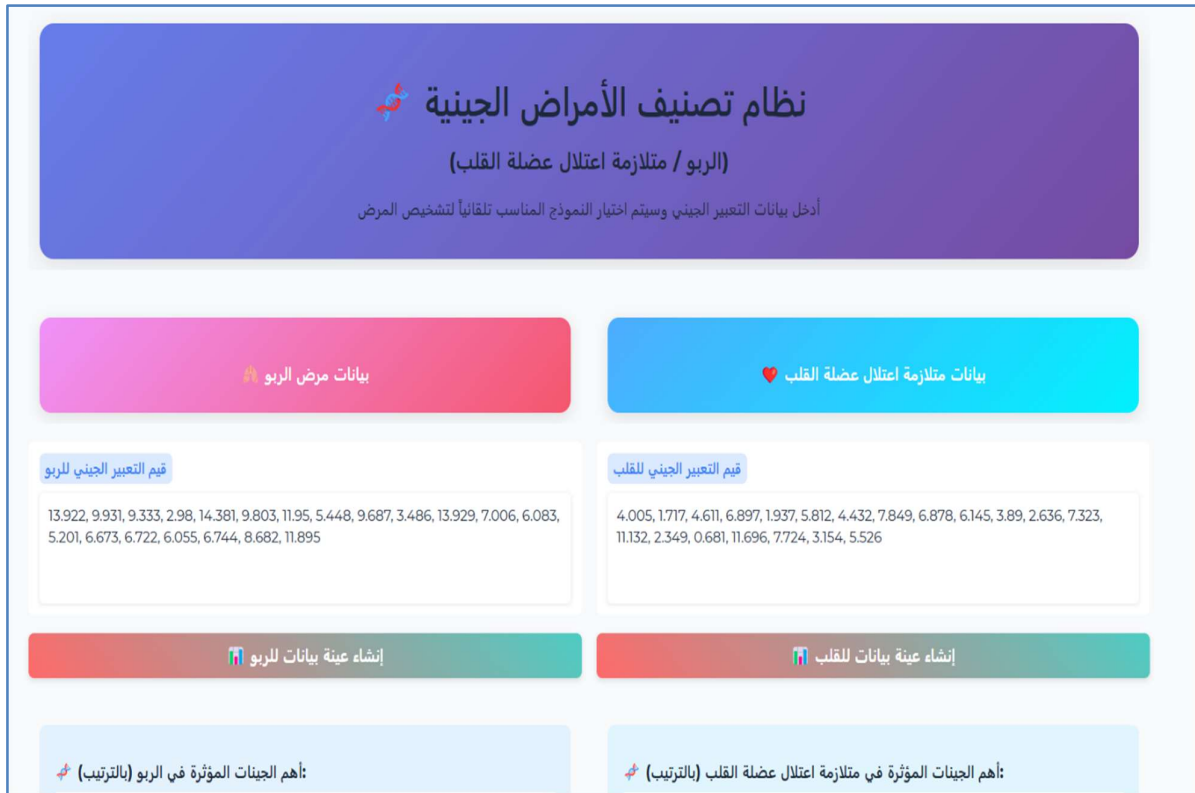 نظام تصنيف الأمراض الجينية 🧬
(الربو / متلازمة اعتلال عضلة القلب)
أدخل بيانات التعبير الجيني وسيتم اختيار النموذج المناسب تلقائياً لتشخيص المرض
بيانات متلازمة اعتلال عضلة القلب ❤️
بيانات مرض الربو 🫁
قيم التعبير الجيني للقلب
4.005, 1.717, 4.611, 6.897, 1.937, 5.812, 4.432, 7.849, 6.878, 6.145, 3.89, 2.636, 7.323,
11.132, 2.349, 0.681, 11.696, 7.724, 3.154, 5.526
قيم التعبير الجيني للربو
13.922, 9.931, 9.333, 2.98, 14.381, 9.803, 11.95, 5.448, 9.687, 3.486, 13.929, 7.006, 6.083,
5.201, 6.673, 6.722, 6.055, 6.744, 8.682, 11.895
إنشاء عينة بيانات للقلب 📊
إنشاء عينة بيانات للربو 📊
أهم الجينات المؤثرة في متلازمة اعتلال عضلة القلب (بالترتيب) 🧬:
أهم الجينات المؤثرة في الربو (بالترتيب) 🧬: